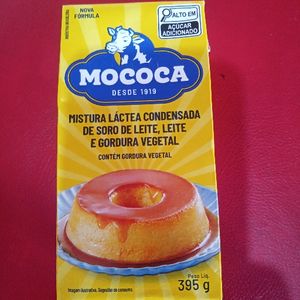 NOVA
FÓRMULA
ALTO EM
AÇÚCAR
ADICIONADO
MOCOCA
DESDE 1919
MISTURA LÁCTEA CONDENSADA
DE SORO DE LEITE, LEITE
E GORDURA VEGETAL
CONTÉM GORDURA VEGETAL
Imagem ilustrativa. Sugestão de consumo.
Peso Líq.
395 g